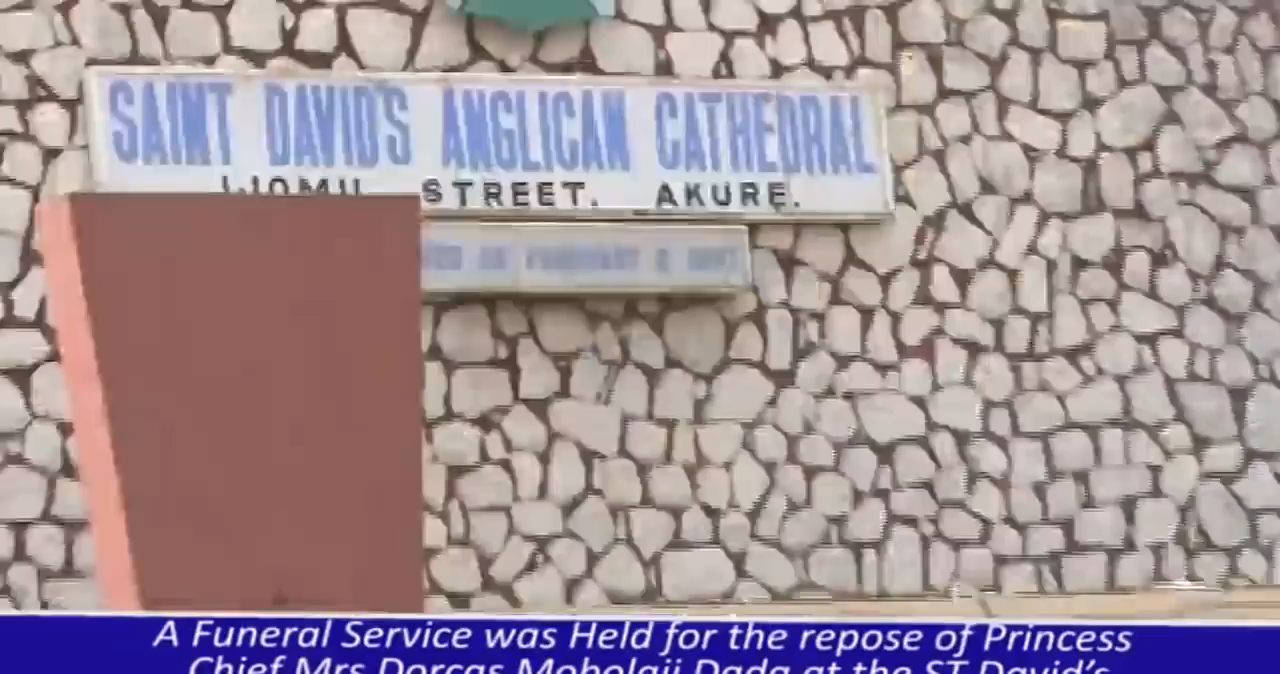 SAINT DAVID'S ANGLICAN CATHEDRAL
STREET. AKURE.
A Funeral Service was Held for the repose of Princess
Chief Mrs Dorcas Mobolaji Dada at the ST David's